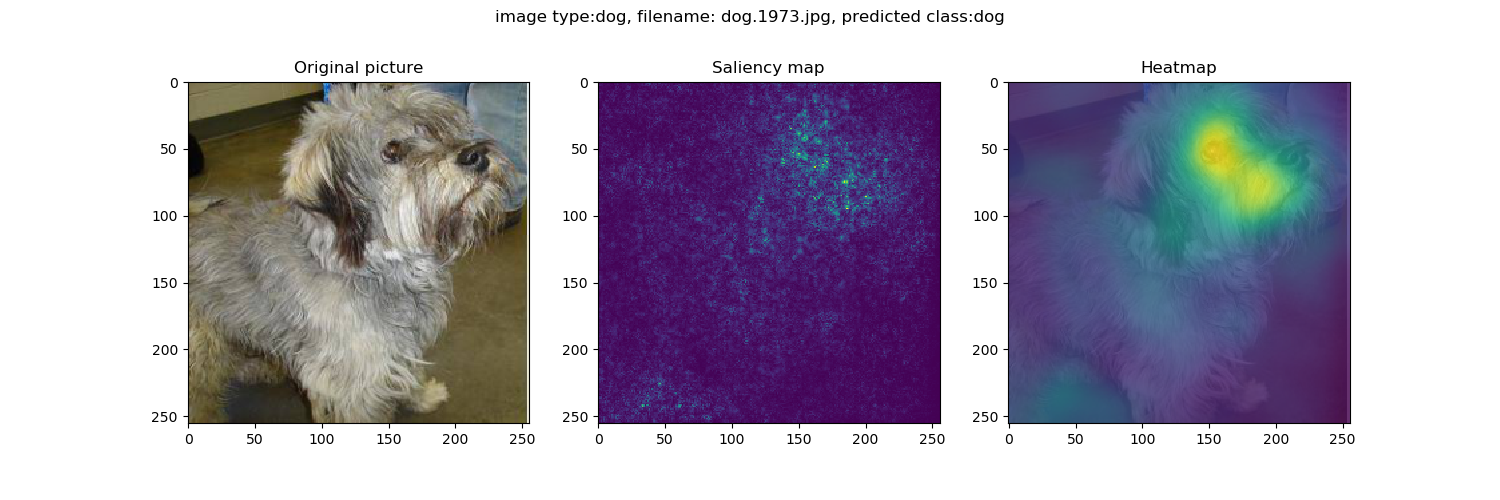 image type:dog, filename: dog.1973.jpg, predicted class:dog
Original picture
Saliency map
Heatmap
0
50
100
150
200
250
0 50 100 150 200 250
0
50
100
150
200
250
0 50 100 150 200 250
0
50
100
150
200
250
0 50 100 150 200 250